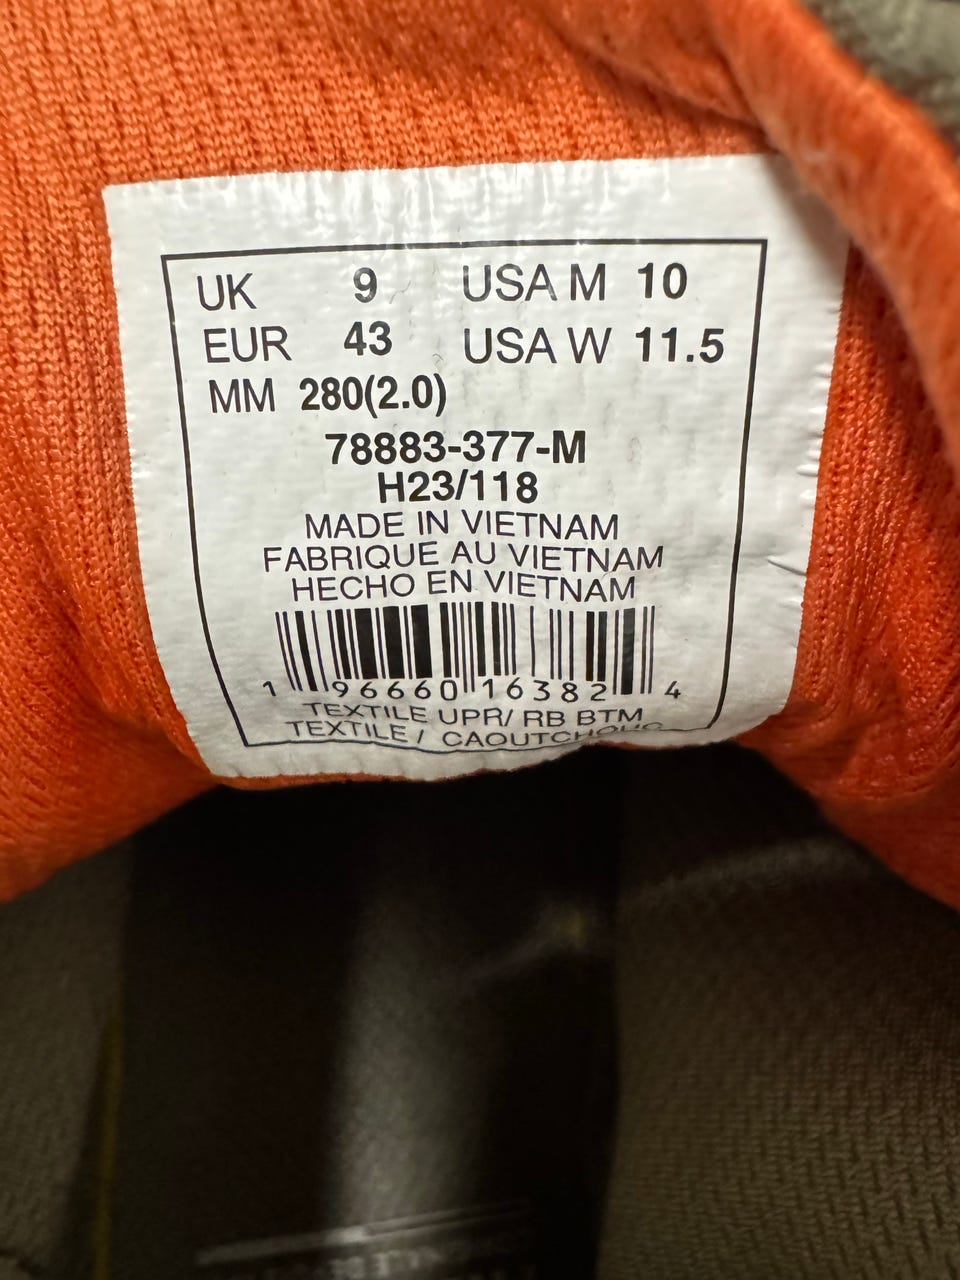 UK 9 USA M 10
EUR 43 USA W 11.5
MM 280(2.0)
78883-377-M
H23/118
MADE IN VIETNAM
FABRIQUE AU VIETNAM
HECHO EN VIETNAM
1 96660 16382 4
TEXTILE UPR/ RB BTM
TEXTILE / CAOUTCHOUC